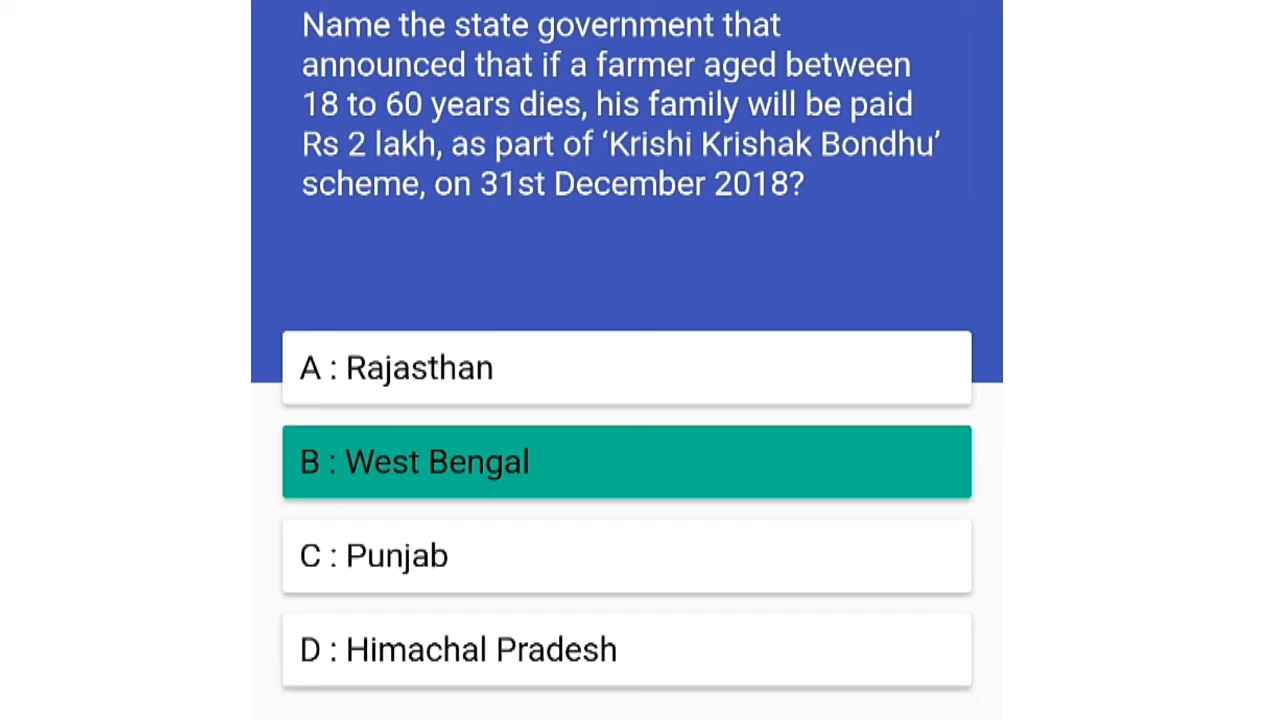 Name the state government that
announced that if a farmer aged between
18 to 60 years dies, his family will be paid
Rs 2 lakh, as part of ‘Krishi Krishak Bondhu’
scheme, on 31st December 2018?
A : Rajasthan
B : West Bengal
C : Punjab
D : Himachal Pradesh